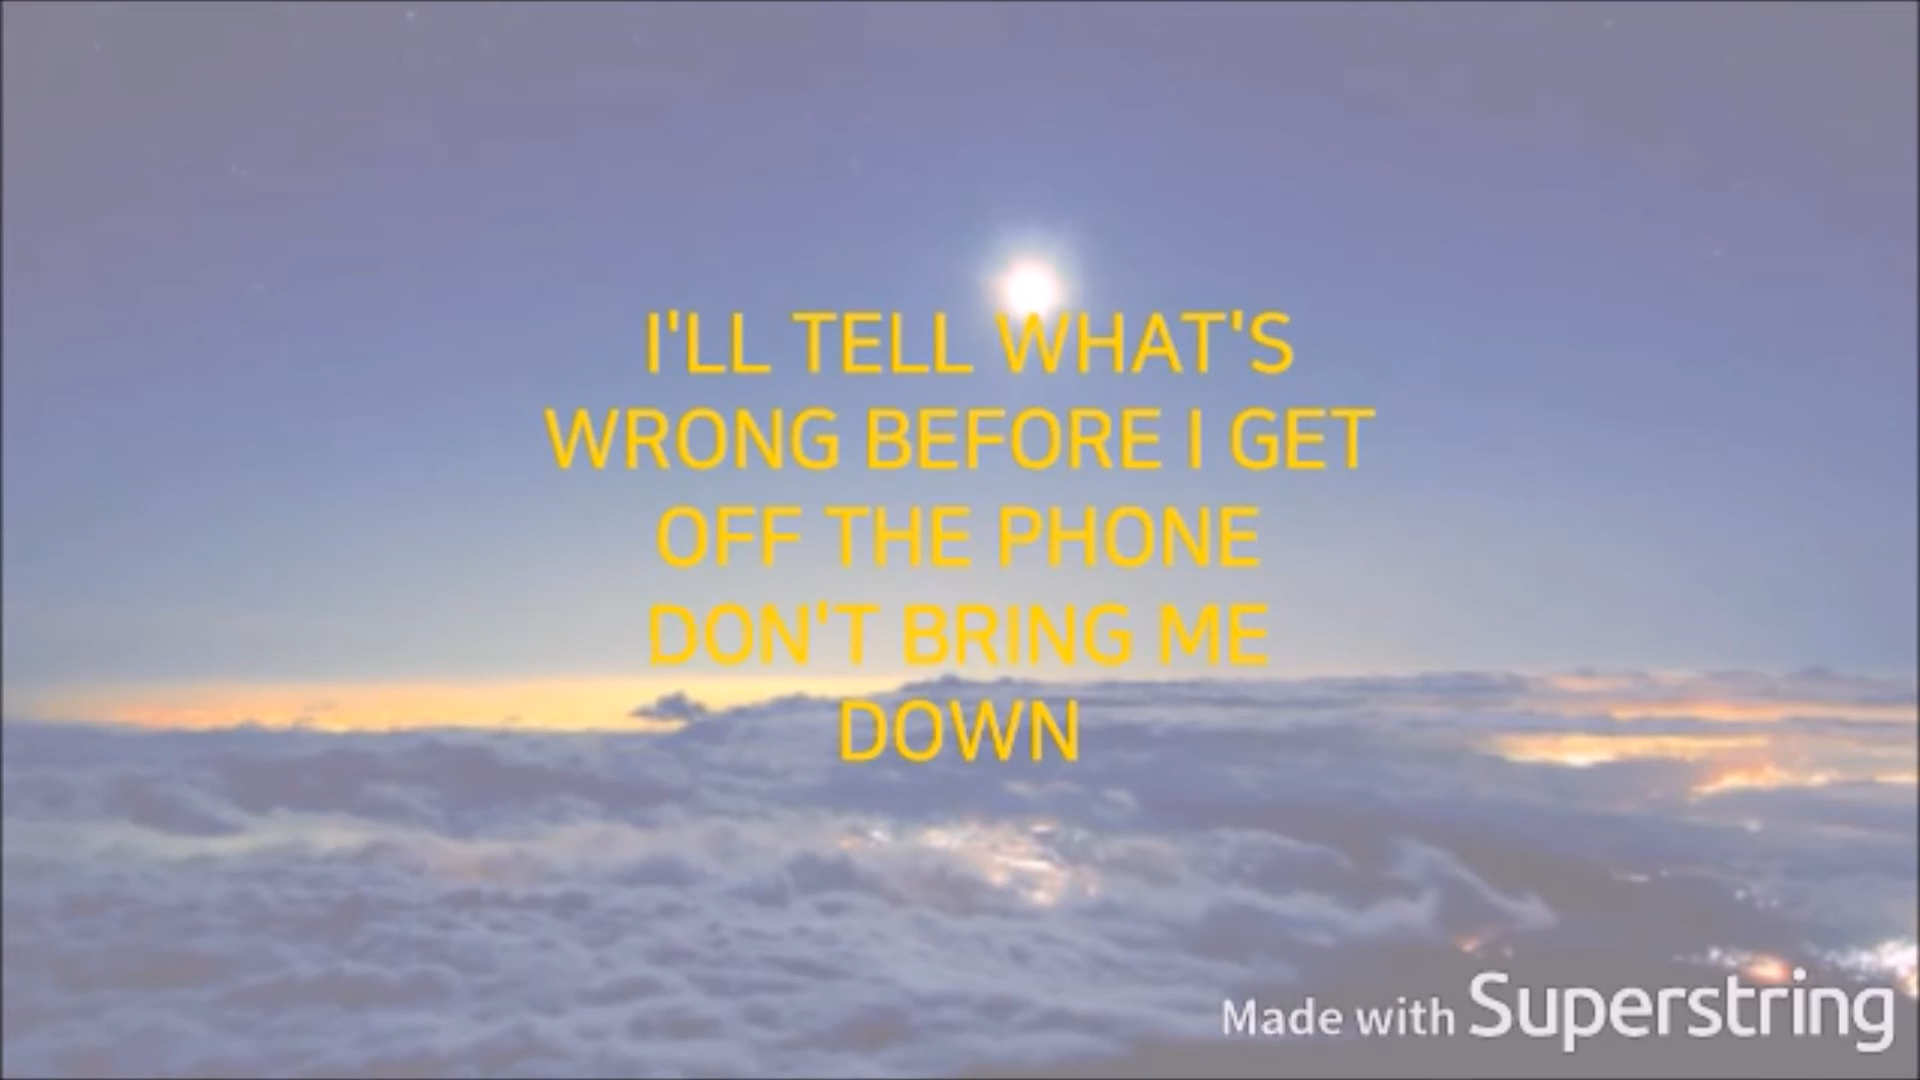 I'LL TELL WHAT'S
WRONG BEFORE I GET
OFF THE PHONE
DON'T BRING ME
DOWN
Made with Superstring